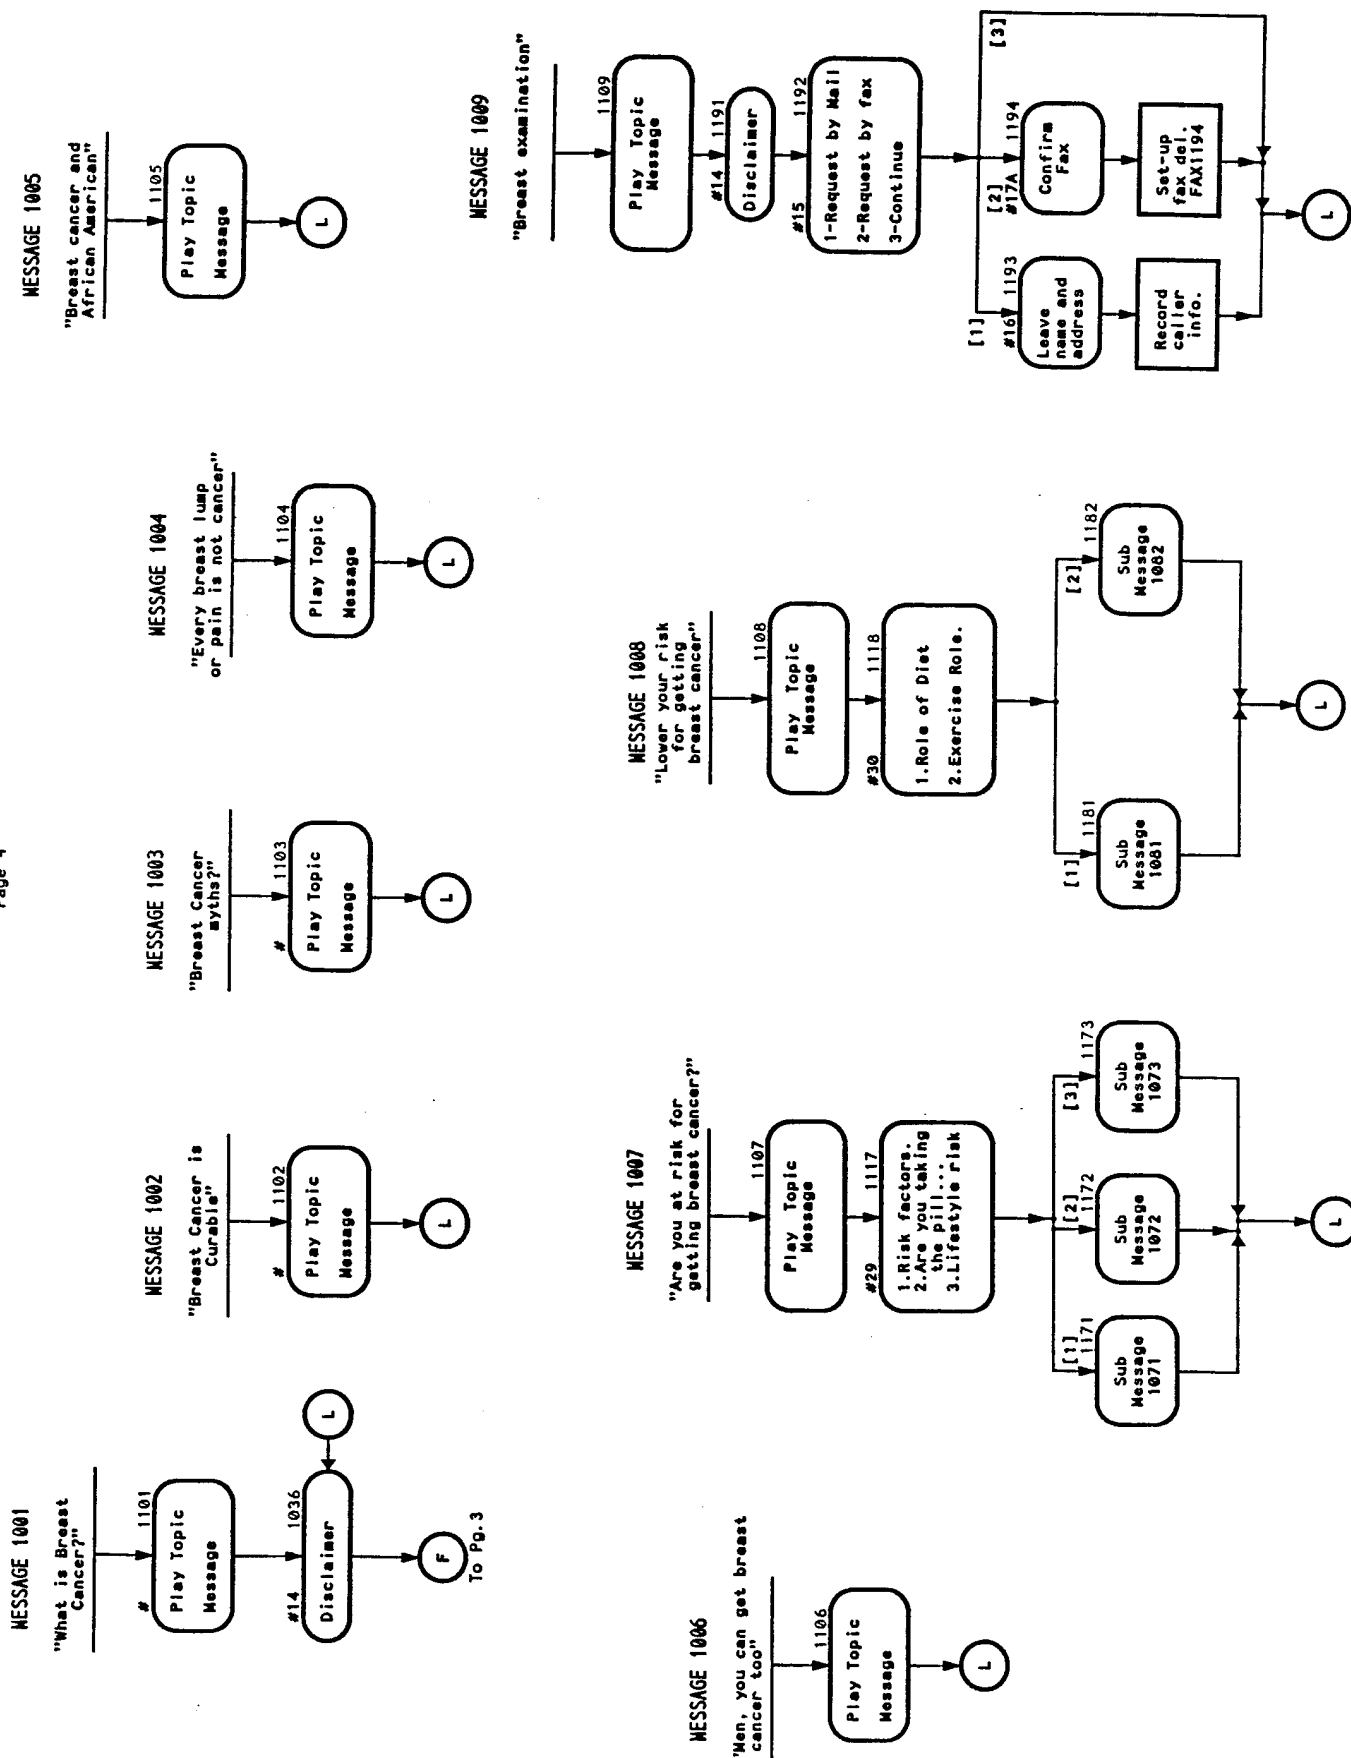 Page 4
MESSAGE 1001
"What is Breast
Cancer?"
# 1101
Play Topic
Message
#14 1036
Disclaimer
L
F
To Pg.3
MESSAGE 1002
"Breast Cancer is
Curable"
# 1102
Play Topic
Message
L
MESSAGE 1003
"Breast Cancer
myths?"
# 1103
Play Topic
Message
L
MESSAGE 1004
"Every breast lump
or pain is not cancer"
1104
Play Topic
Message
L
MESSAGE 1005
"Breast cancer and
African American"
1105
Play Topic
Message
L
MESSAGE 1006
"Men, you can get breast
cancer too"
1106
Play Topic
Message
L
MESSAGE 1007
"Are you at risk for
getting breast cancer?"
1107
Play Topic
Message
#29 1117
1.Risk factors.
2.Are you taking
the pill...
3.Lifestyle risk
[1] [2] [3]
1171 1172 1173
Sub
Message
1071
Sub
Message
1072
Sub
Message
1073
L
MESSAGE 1008
"Lower your risk
for getting
breast cancer"
1108
Play Topic
Message
#30 1118
1.Role of Diet
2.Exercise Role.
[1] 1181
[2] 1182
Sub
Message
1081
Sub
Message
1082
L
MESSAGE 1009
"Breast examination"
1109
Play Topic
Message
#14 1191
Disclaimer
#15 1192
1-Request by Mail
2-Request by fax
3-Continue
[1] [2] [3]
#16 1193
Leave
name and
address
#17A 1194
Confirm
Fax
Record
caller
info.
Set-up
fax del.
FAX1194
L